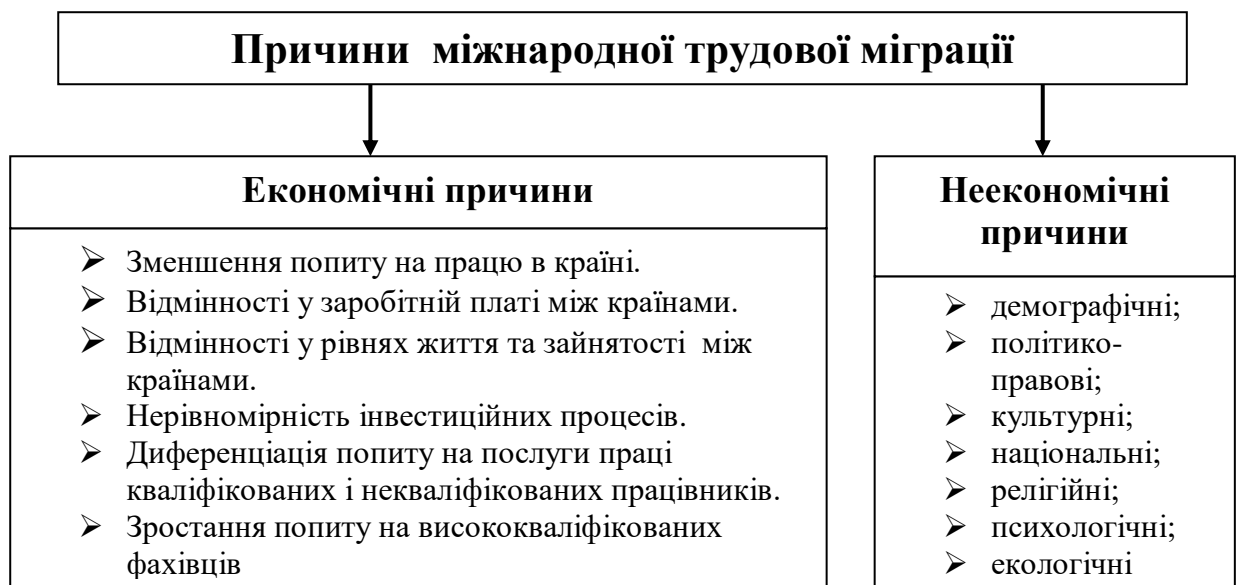 Причини міжнародної трудової міграції
Економічні причини
➢ Зменшення попиту на працю в країні.
➢ Відмінності у заробітній платі між країнами.
➢ Відмінності у рівнях життя та зайнятості між
країнами.
➢ Нерівномірність інвестиційних процесів.
➢ Диференціація попиту на послуги праці
кваліфікованих і некваліфікованих працівників.
➢ Зростання попиту на висококваліфікованих
фахівців
Неекономічні
причини
➢ демографічні;
➢ політико-
правові;
➢ культурні;
➢ національні;
➢ релігійні;
➢ психологічні;
➢ екологічні